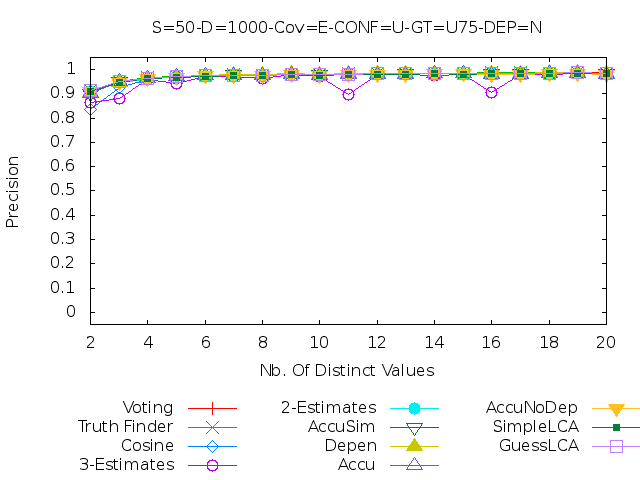 S=50-D=1000-Cov=E-CONF=U-GT=U75-DEP=N
1
0.9
0.8
0.7
0.6
0.5
0.4
0.3
0.2
0.1
0
Precision
2 4 6 8 10 12 14 16 18 20
Nb. Of Distinct Values
Voting 2-Estimates AccuNoDep
Truth Finder AccuSim SimpleLCA
Cosine Depen GuessLCA
3-Estimates Accu